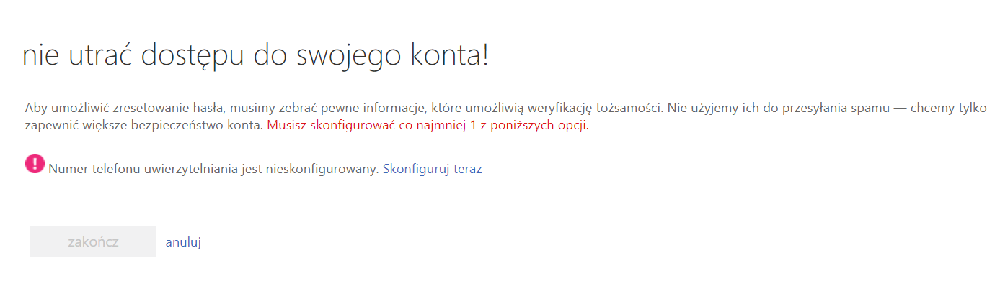 nie utrać dostępu do swojego konta!
Aby umożliwić zresetowanie hasła, musimy zebrać pewne informacje, które umożliwią weryfikację tożsamości. Nie użyjemy ich do przesyłania spamu — chcemy tylko
zapewnić większe bezpieczeństwo konta. Musisz skonfigurować co najmniej 1 z poniższych opcji.
Numer telefonu uwierzytelniania jest nieskonfigurowany. Skonfiguruj teraz
zakończ anuluj